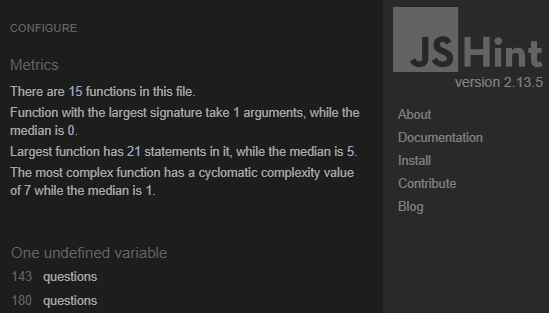 CONFIGURE
Metrics
There are 15 functions in this file.
Function with the largest signature take 1 arguments, while the
median is 0.
Largest function has 21 statements in it, while the median is 5.
The most complex function has a cyclomatic complexity value
of 7 while the median is 1.
One undefined variable
143 questions
180 questions
JSHint
version 2.13.5
About
Documentation
Install
Contribute
Blog